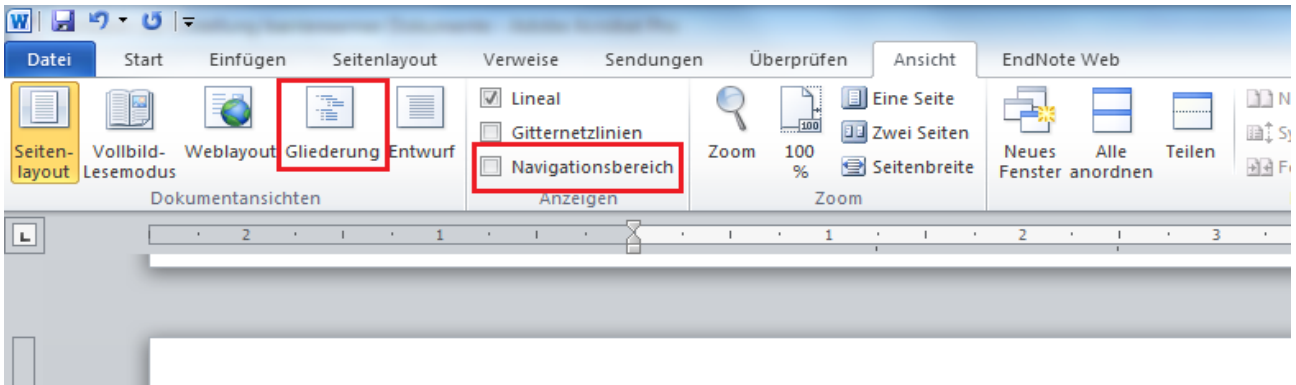 Datei Start Einfügen Seitenlayout Verweise Sendungen Überprüfen Ansicht EndNote Web
Seiten-
layout
Vollbild-
Lesemodus
Weblayout
Gliederung
Entwurf
Dokumentansichten
Lineal
Gitternetzlinien
Navigationsbereich
Anzeigen
Zoom
100
100
%
Eine Seite
Zwei Seiten
Seitenbreite
Zoom
Neues
Fenster
Alle
anordnen
Teilen
L
2 1 1 2 3